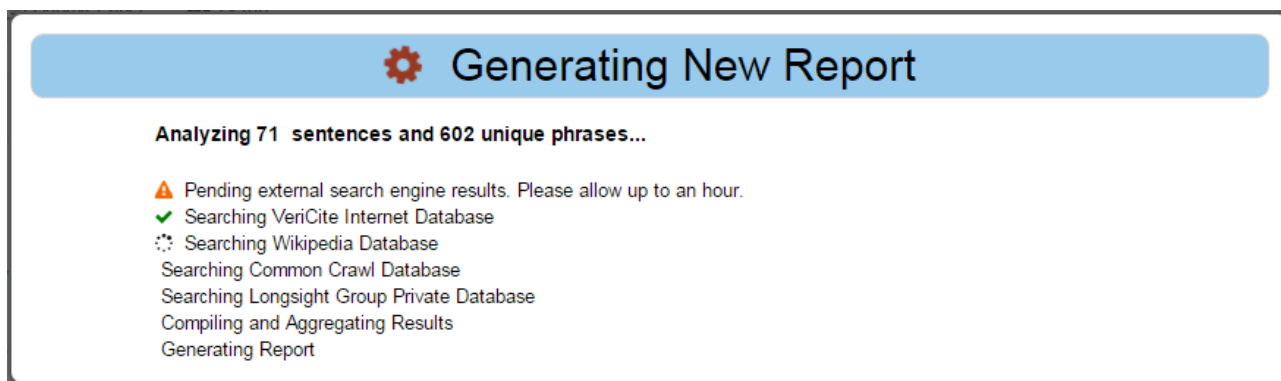 Generating New Report
Analyzing 71 sentences and 602 unique phrases...
Pending external search engine results. Please allow up to an hour.
Searching VeriCite Internet Database
Searching Wikipedia Database
Searching Common Crawl Database
Searching Longsight Group Private Database
Compiling and Aggregating Results
Generating Report